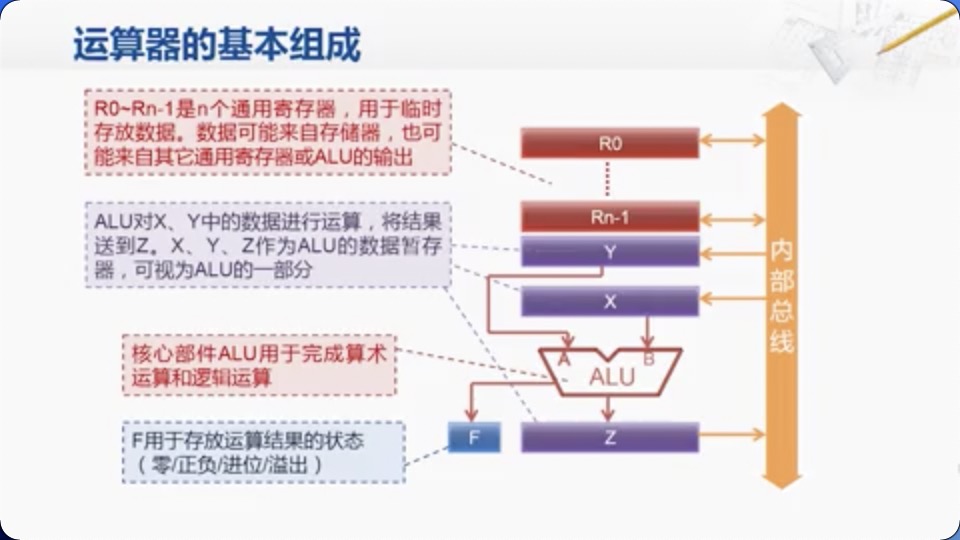 运算器的基本组成
R0~Rn-1是n个通用寄存器，用于临时
存放数据。数据可能来自存储器，也可
能来自其它通用寄存器或ALU的输出
R0
ALU对X、Y中的数据进行运算，将结果
送到Z。X、Y、Z作为ALU的数据暂存
器，可视为ALU的一部分
Rn-1
Y
X
内
部
总
线
核心部件ALU用于完成算术
运算和逻辑运算
A
B
ALU
F用于存放运算结果的状态
（零/正负/进位/溢出）
F
Z